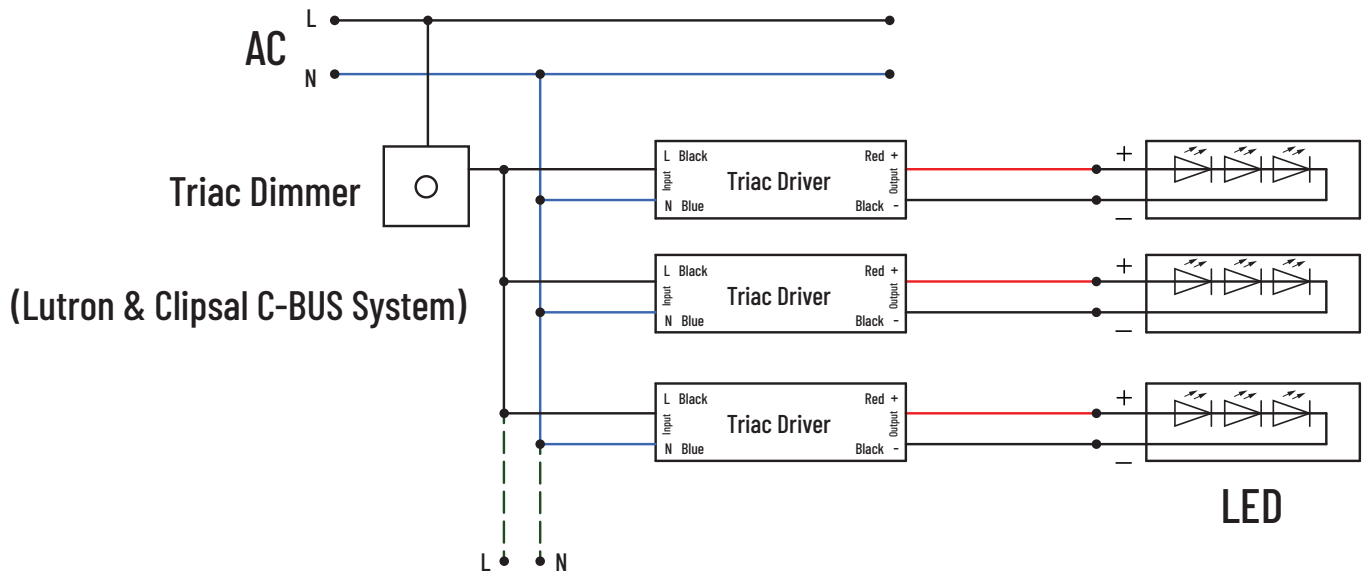 L
AC
N
Triac Dimmer
(Lutron & Clipsal C-BUS System)
L Black
Input
N Blue
Triac Driver
Red +
Output
Black -
+
—
L Black
Input
N Blue
Triac Driver
Red +
Output
Black -
+
—
L Black
Input
N Blue
Triac Driver
Red +
Output
Black -
+
—
LED
L
N